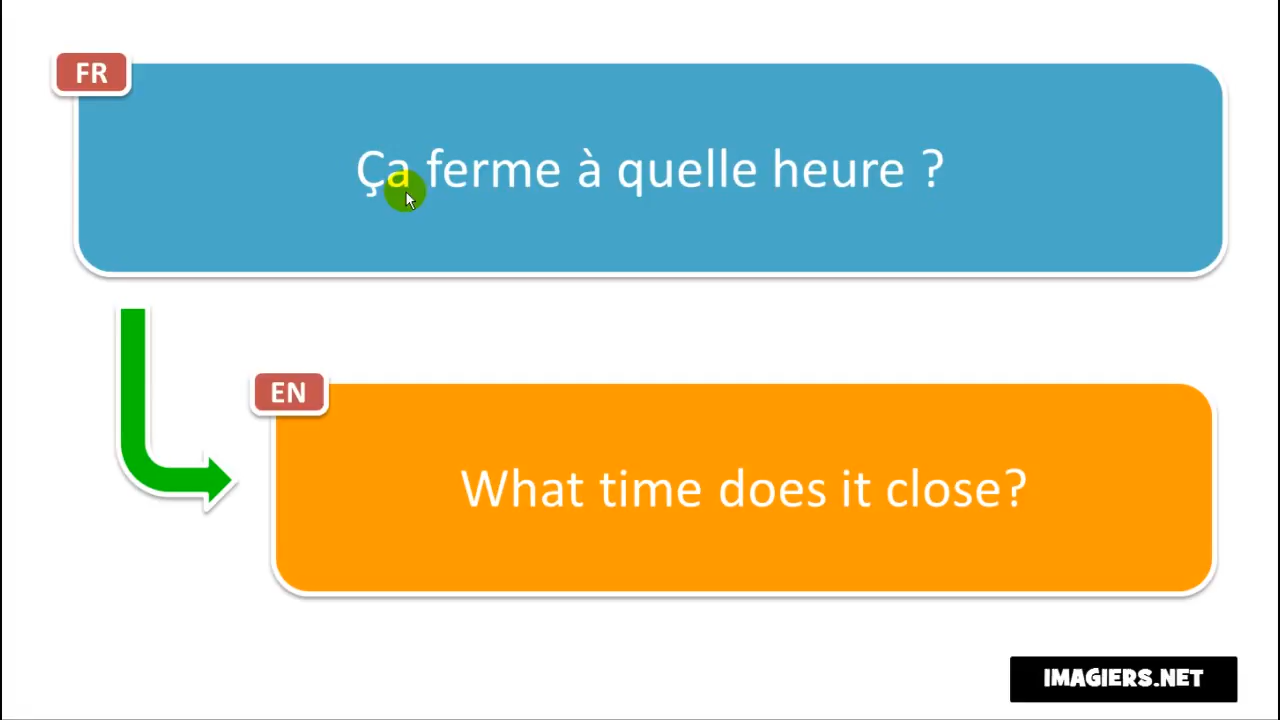 FR
Ça ferme à quelle heure ?
EN
What time does it close?
IMAGIERS.NET